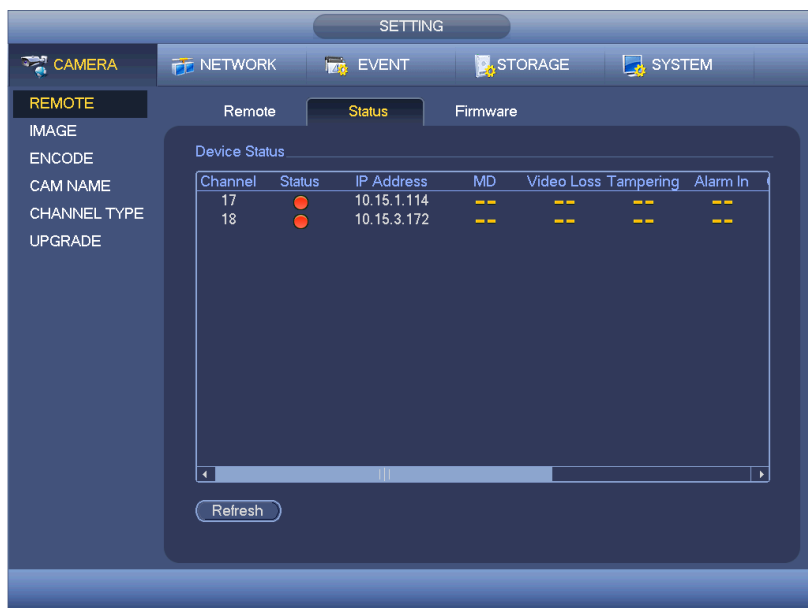 SETTING
CAMERA NETWORK EVENT STORAGE SYSTEM
REMOTE
IMAGE
ENCODE
CAM NAME
CHANNEL TYPE
UPGRADE
Remote Status Firmware
Device Status
Channel Status IP Address MD Video Loss Tampering Alarm In
17 10.15.1.114 -- -- -- --
18 10.15.3.172 -- -- -- --
Refresh